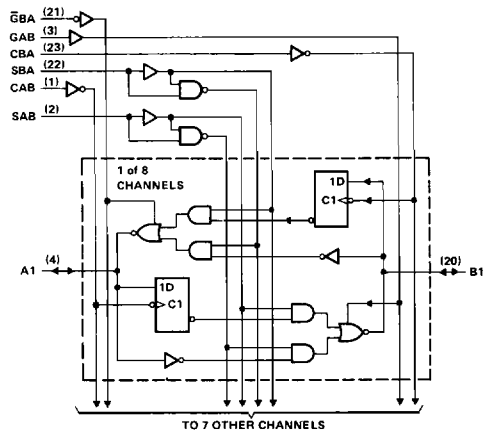 G̅BA (21)
GAB (3)
CBA (23)
SBA (22)
CAB (1)
SAB (2)
1 of 8
CHANNELS
1D
C1
A1 (4)
(20) B1
1D
C1
TO 7 OTHER CHANNELS